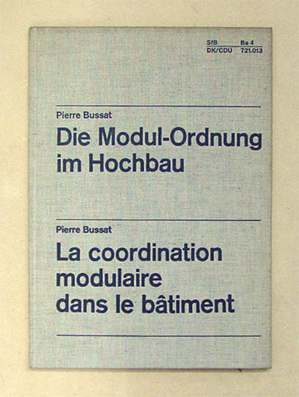 SfB Ba 4
DK/CDU 721.013
Pierre Bussat
Die Modul-Ordnung
im Hochbau
Pierre Bussat
La coordination
modulaire
dans le bâtiment